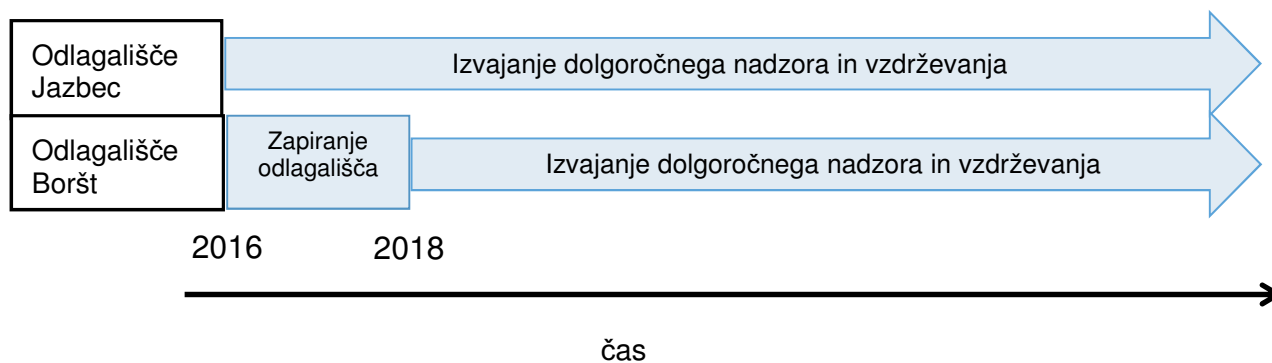 Odlagališče
Jazbec
Izvajanje dolgoročnega nadzora in vzdrževanja
Odlagališče
Boršt
Zapiranje
odlagališča
Izvajanje dolgoročnega nadzora in vzdrževanja
2016
2018
čas